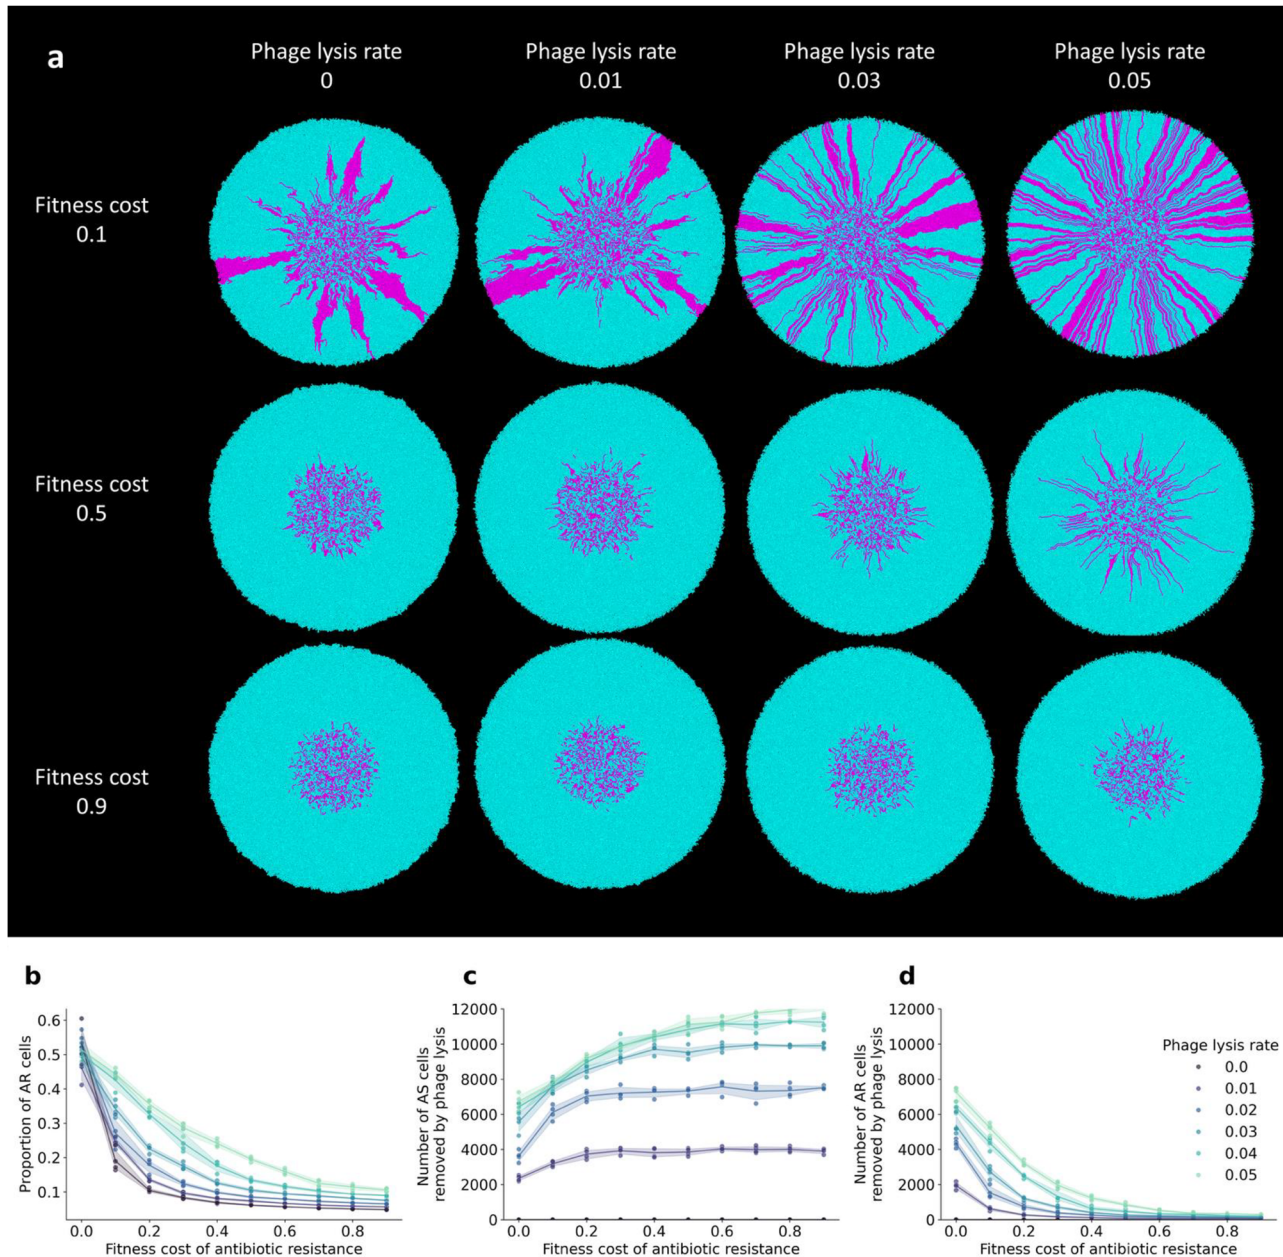 a
Phage lysis rate
0
Phage lysis rate
0.01
Phage lysis rate
0.03
Phage lysis rate
0.05
Fitness cost
0.1
Fitness cost
0.5
Fitness cost
0.9
b
Proportion of AR cells
0.6
0.5
0.4
0.3
0.2
0.1
0.0 0.2 0.4 0.6 0.8
Fitness cost of antibiotic resistance
c
Number of AS cells
removed by phage lysis
12000
10000
8000
6000
4000
2000
0
0.0 0.2 0.4 0.6 0.8
Fitness cost of antibiotic resistance
d
Number of AR cells
removed by phage lysis
12000
10000
8000
6000
4000
2000
0
0.0 0.2 0.4 0.6 0.8
Fitness cost of antibiotic resistance
Phage lysis rate
0.0
0.01
0.02
0.03
0.04
0.05